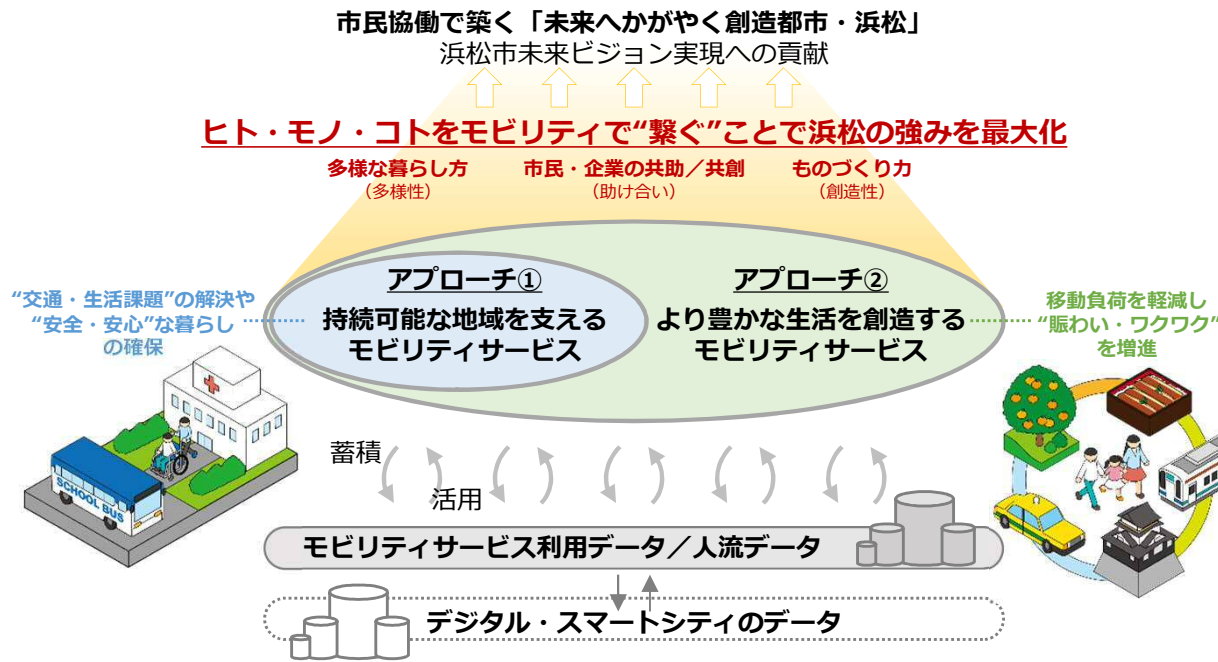 市民協働で築く「未来へかがやく創造都市・浜松」
浜松市未来ビジョン実現への貢献
ヒト・モノ・コトをモビリティで“繋ぐ”ことで浜松の強みを最大化
多様な暮らし方
（多様性）
市民・企業の共助／共創
（助け合い）
ものづくり力
（創造性）
“交通・生活課題”の解決や
“安全・安心”な暮らし
の確保
アプローチ①
持続可能な地域を支える
モビリティサービス
アプローチ②
より豊かな生活を創造する
モビリティサービス
移動負荷を軽減し
“賑わい・ワクワク”
を増進
SCHOOL BUS
蓄積
活用
モビリティサービス利用データ／人流データ
デジタル・スマートシティのデータ